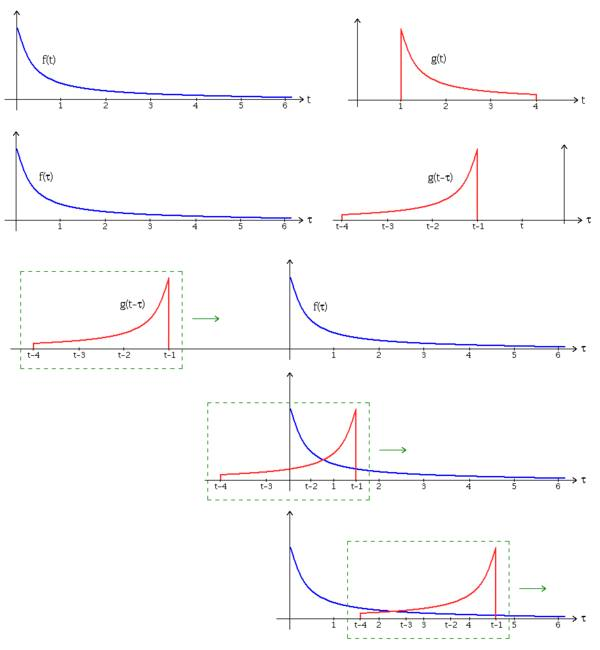 f(t)
1 2 3 4 5 6 t
g(t)
1 2 3 4 t
f(τ)
1 2 3 4 5 6 τ
g(t-τ)
t-4 t-3 t-2 t-1 t τ
g(t-τ)
f(τ)
t-4 t-3 t-2 t-1 1 2 3 4 5 6 τ
t-4 t-3 t-2 1 t-1 2 3 4 5 6 τ
1 t-4 2 t-3 3 t-2 4 t-1 5 6 τ